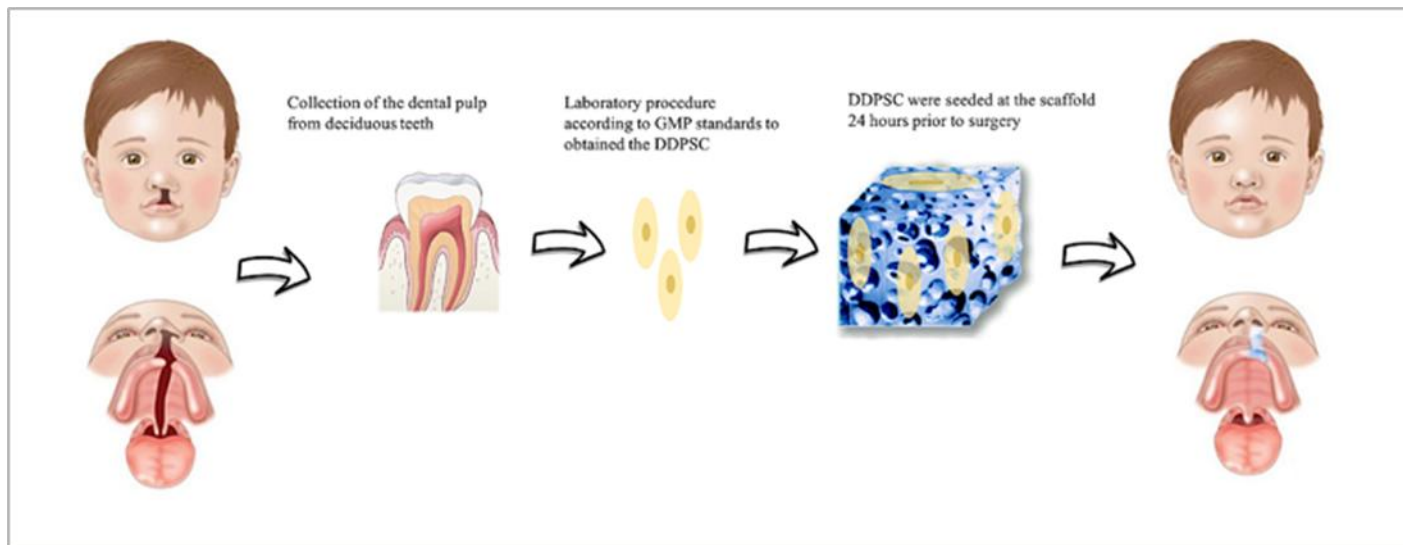 Collection of the dental pulp
from deciduous teeth
Laboratory procedure
according to GMP standards to
obtained the DDPSC
DDPSC were seeded at the scaffold
24 hours prior to surgery